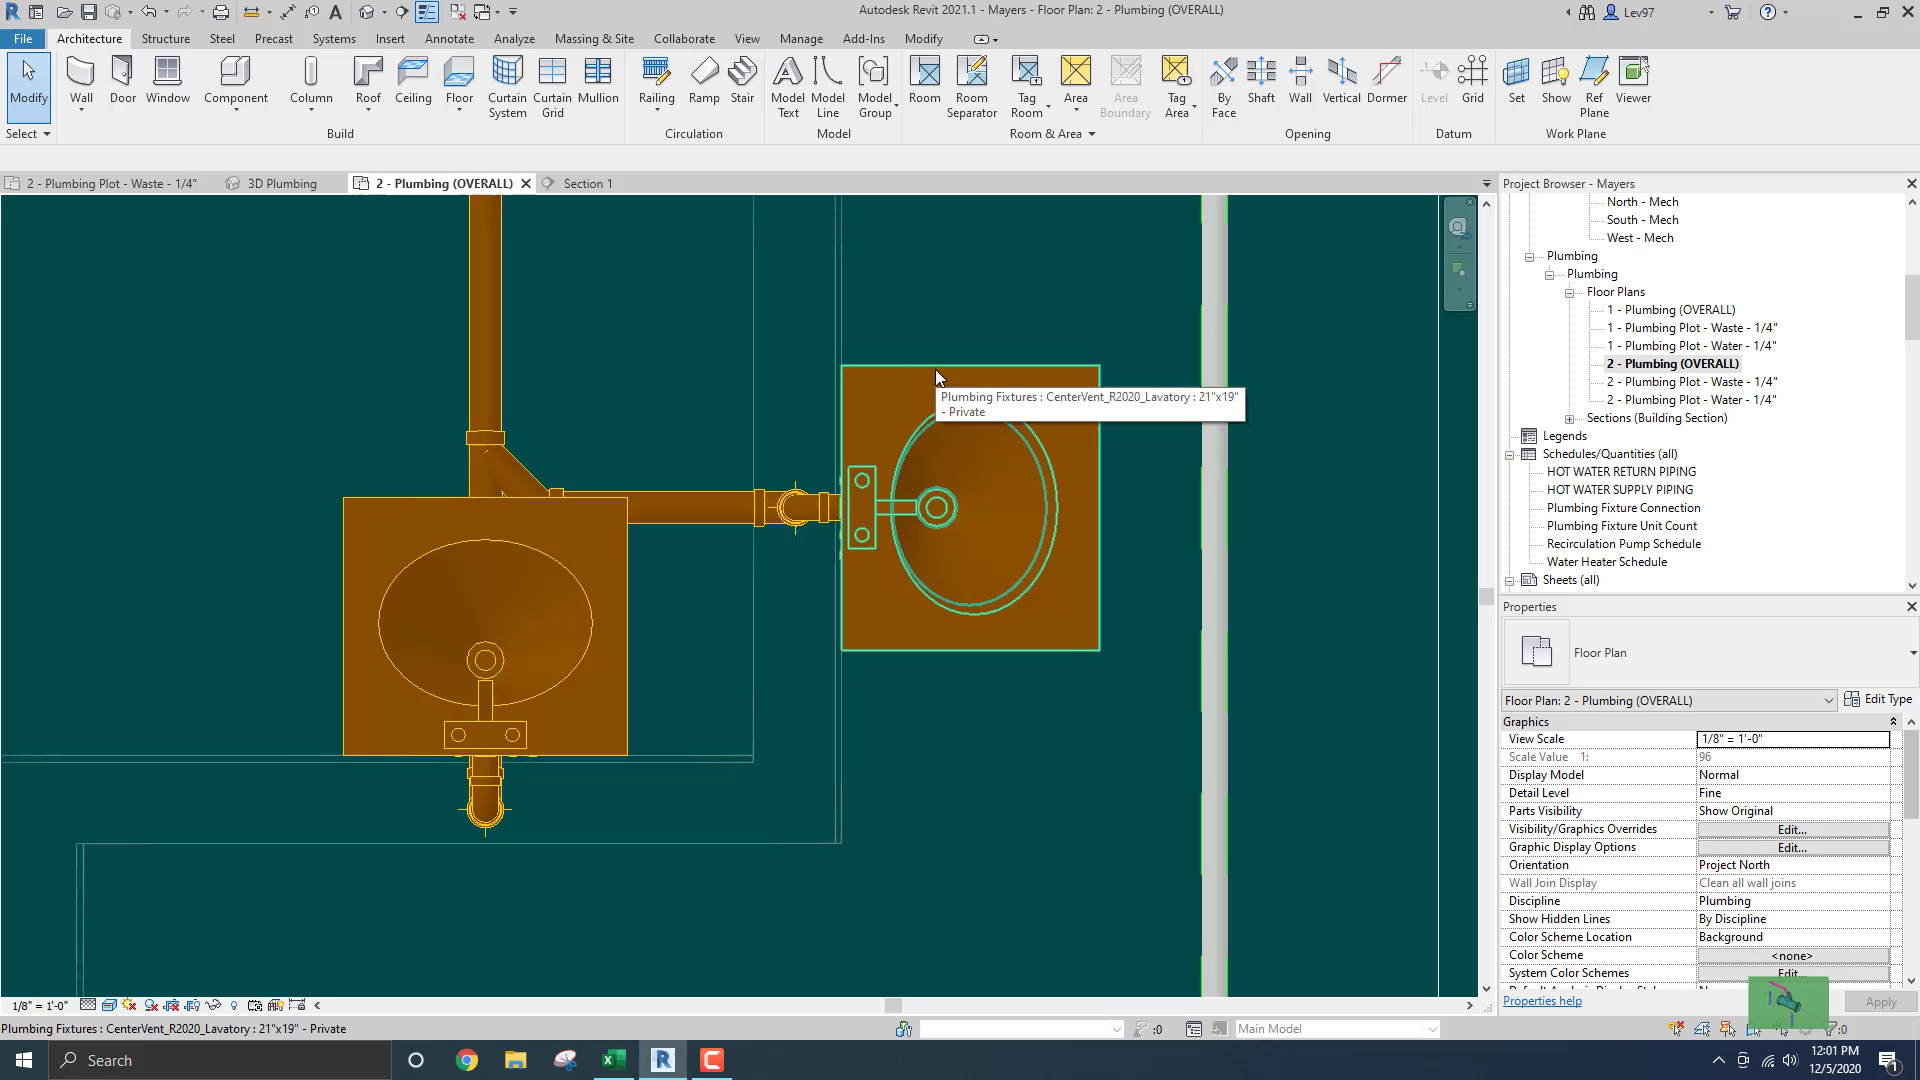 Autodesk Revit 2021.1 - Mayers - Floor Plan: 2 - Plumbing (OVERALL)
Lev97
File Architecture Structure Steel Precast Systems Insert Annotate Analyze Massing & Site Collaborate View Manage Add-Ins Modify
Modify Wall Door Window Component Column Roof Ceiling Floor Curtain System Curtain Grid Mullion Railing Ramp Stair Model Text Model Line Model Group Room Room Separator Tag Room Area Area Boundary Tag Area By Face Shaft Wall Vertical Dormer Level Grid Set Show Ref Plane Viewer
Select Build Circulation Model Room & Area Opening Datum Work Plane
2 - Plumbing Plot - Waste - 1/4" 3D Plumbing 2 - Plumbing (OVERALL) Section 1
Plumbing Fixtures : CenterVent_R2020_Lavatory : 21"x19"
- Private
Project Browser - Mayers
North - Mech
South - Mech
West - Mech
Plumbing
Plumbing
Floor Plans
1 - Plumbing (OVERALL)
1 - Plumbing Plot - Waste - 1/4"
1 - Plumbing Plot - Water - 1/4"
2 - Plumbing (OVERALL)
2 - Plumbing Plot - Waste - 1/4"
2 - Plumbing Plot - Water - 1/4"
Sections (Building Section)
Legends
Schedules/Quantities (all)
HOT WATER RETURN PIPING
HOT WATER SUPPLY PIPING
Plumbing Fixture Connection
Plumbing Fixture Unit Count
Recirculation Pump Schedule
Water Heater Schedule
Sheets (all)
Properties
Floor Plan
Floor Plan: 2 - Plumbing (OVERALL) Edit Type
Graphics
View Scale 1/8" = 1'-0"
Scale Value 1: 96
Display Model Normal
Detail Level Fine
Parts Visibility Show Original
Visibility/Graphics Overrides Edit...
Graphic Display Options Edit...
Orientation Project North
Wall Join Display Clean all wall joins
Discipline Plumbing
Show Hidden Lines By Discipline
Color Scheme Location Background
Color Scheme <none>
System Color Schemes Edit...
Properties help Apply
1/8" = 1'-0"
Plumbing Fixtures : CenterVent_R2020_Lavatory : 21"x19" - Private
:0 Main Model :0
Search
12:01 PM
12/5/2020
1